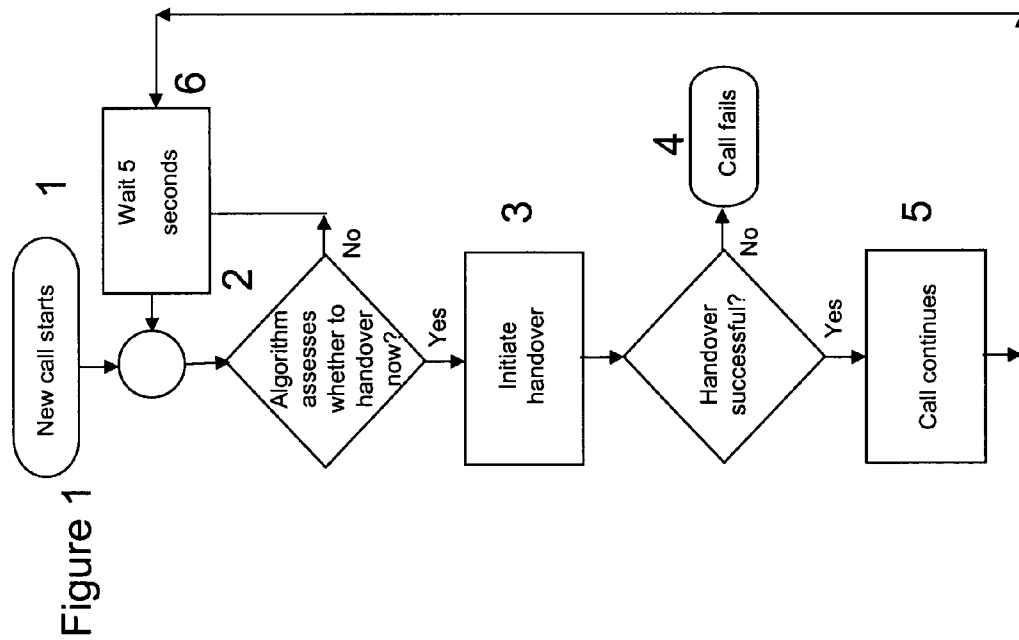 Figure 1
New call starts
1
Wait 5
seconds
6
2
Algorithm
assesses
whether to
handover
now?
No
Yes
Initiate
handover
3
Handover
successful?
No
Call fails
4
Yes
Call continues
5